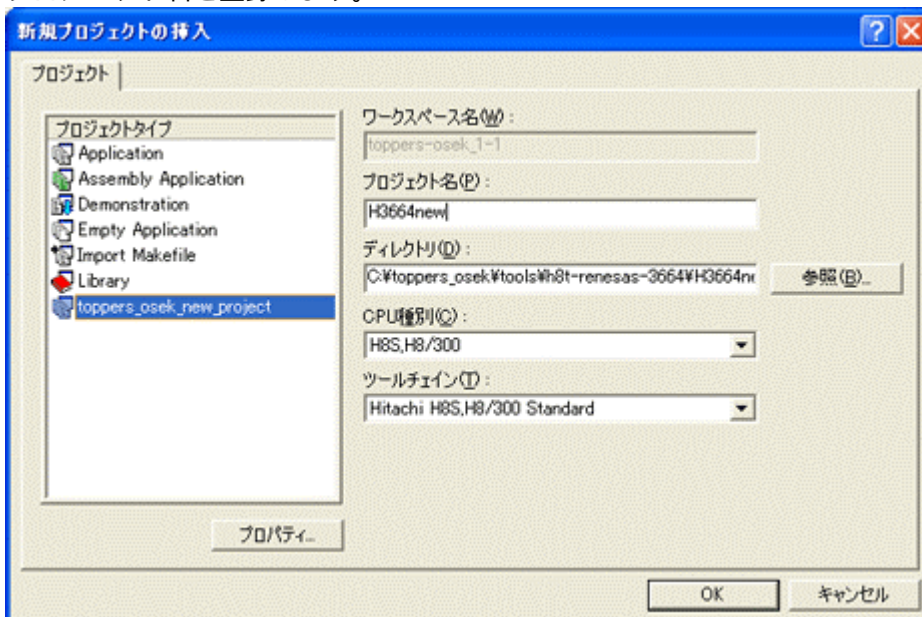 新規プロジェクトの挿入
プロジェクト
プロジェクトタイプ
Application
Assembly Application
Demonstration
Empty Application
Import Makefile
Library
toppers_osek_new_project
プロパティ...
ワークスペース名(W):
toppers-osek_1-1
プロジェクト名(P):
H3664new
ディレクトリ(D):
C:¥toppers_osek¥tools¥h8t-renesas-3664¥H3664ne
参照(B)...
CPU種別(C):
H8S,H8/300
ツールチェイン(T):
Hitachi H8S,H8/300 Standard
OK
キャンセル